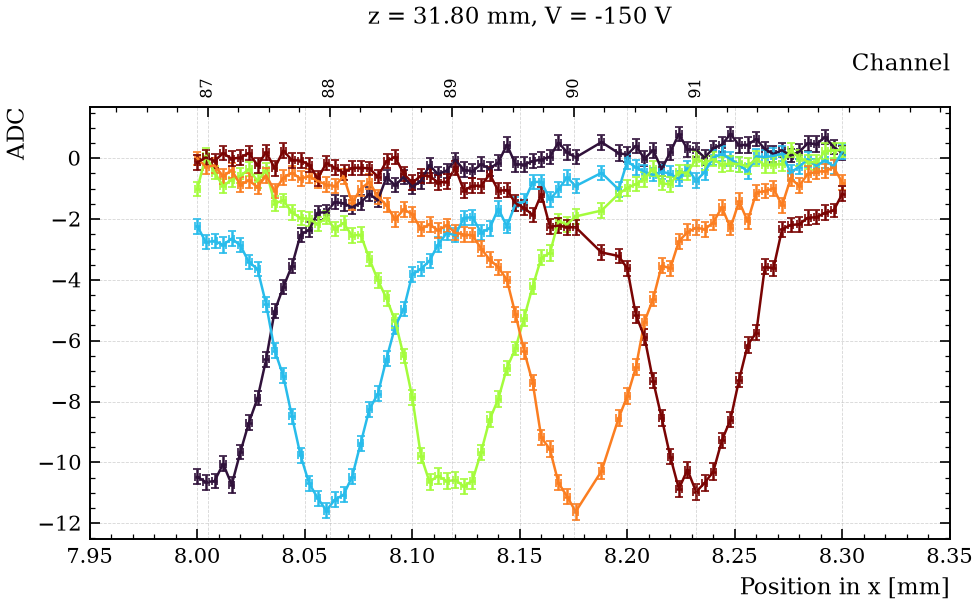 z = 31.80 mm, V = -150 V
Channel
87 88 89 90 91
ADC
0
−2
−4
−6
−8
−10
−12
7.95 8.00 8.05 8.10 8.15 8.20 8.25 8.30 8.35
Position in x [mm]